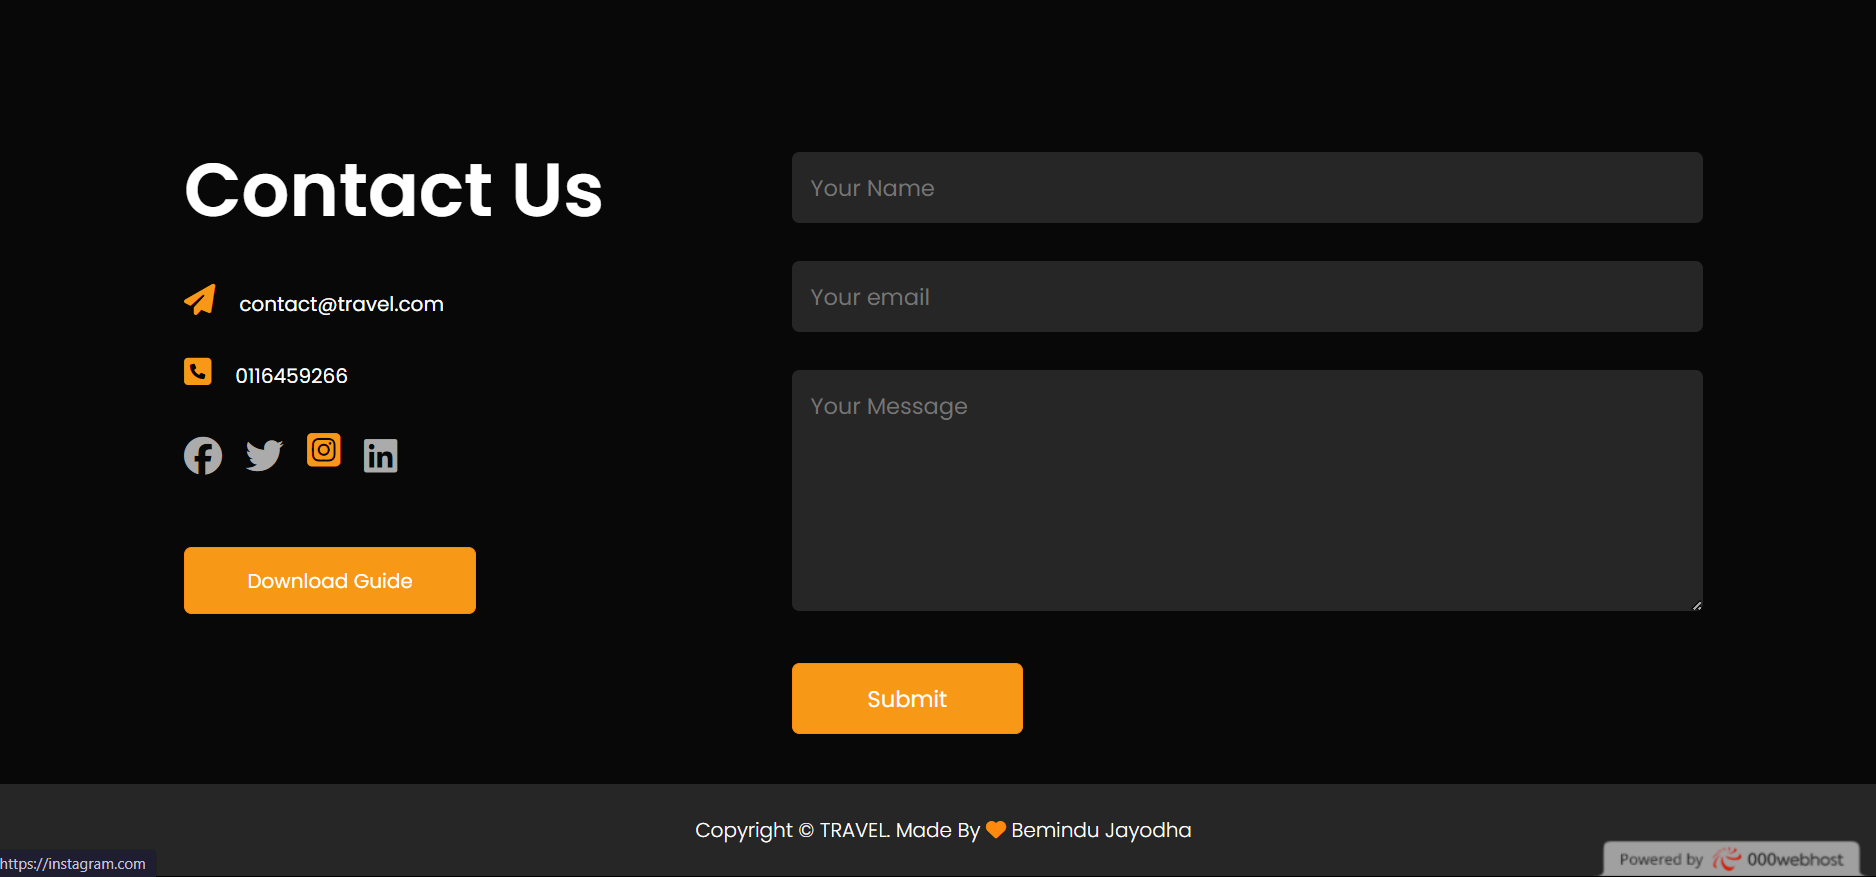 Contact Us
contact@travel.com
0116459266
Download Guide
Your Name
Your email
Your Message
Submit
Copyright © TRAVEL. Made By 🧡 Bemindu Jayodha
https://instagram.com
Powered by 000webhost